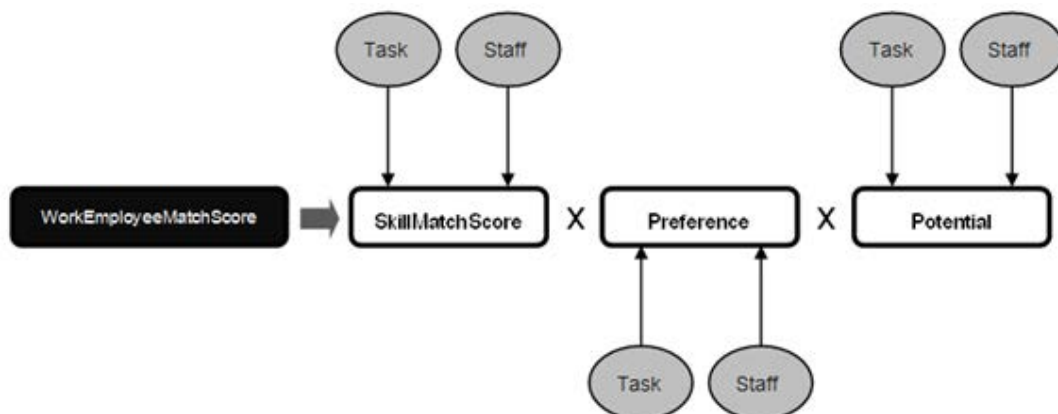 Task Staff Task Staff
WorkEmployeeMatchScore SkillMatchScore X Preference X Potential
Task Staff